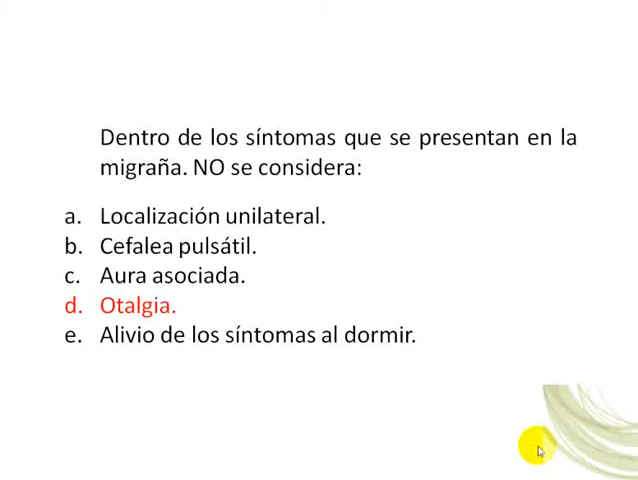 Dentro de los síntomas que se presentan en la
migraña. NO se considera:
a. Localización unilateral.
b. Cefalea pulsátil.
c. Aura asociada.
d. Otalgia.
e. Alivio de los síntomas al dormir.